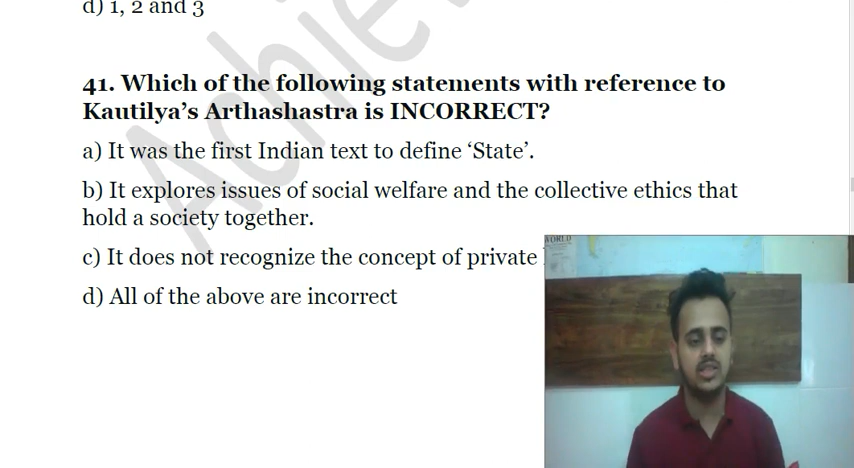 d) 1, 2 and 3
Achie
41. Which of the following statements with reference to
Kautilya’s Arthashastra is INCORRECT?
a) It was the first Indian text to define ‘State’.
b) It explores issues of social welfare and the collective ethics that
hold a society together.
c) It does not recognize the concept of private
WORLD
d) All of the above are incorrect